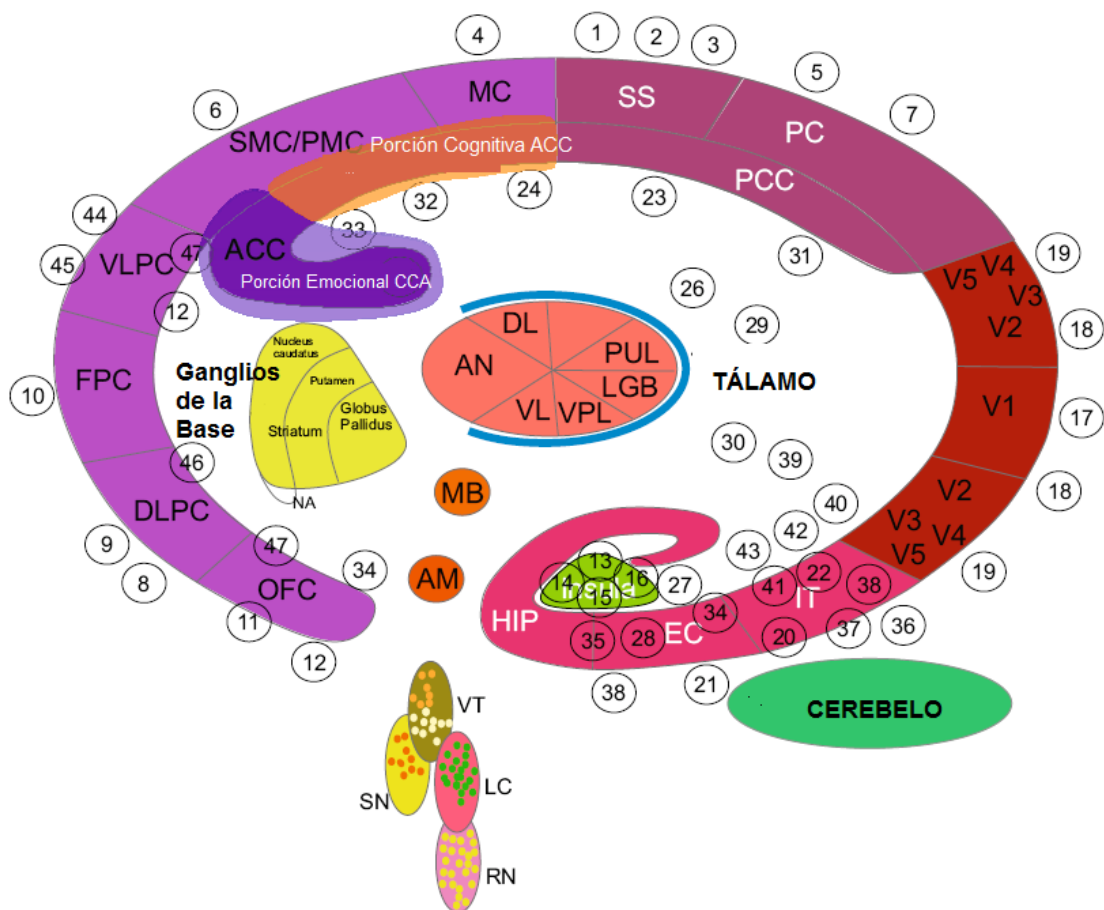 4
1
2
3
5
6
7
MC
SS
PC
SMC/PMC
Porción Cognitiva ACC
...
PCC
32
24
23
33
31
44
47
ACC
VLPC
45
Porción Emocional CCA
12
26
29
V5
V4
19
V3
V2
18
DL
AN
PUL
LGB
VL
VPL
TÁLAMO
FPC
10
Ganglios
de la
Base
Nucleus
caudatus
Putamen
Globus
Pallidus
Striatum
NA
V1
17
46
MB
30
39
DLPC
V2
18
V3
V4
V5
9
8
47
34
OFC
11
12
AM
40
42
43
13
14
16
15
Insula
27
41
22
38
IT
19
HIP
35
28
EC
34
20
37
36
38
21
CEREBELO
VT
SN
LC
RN